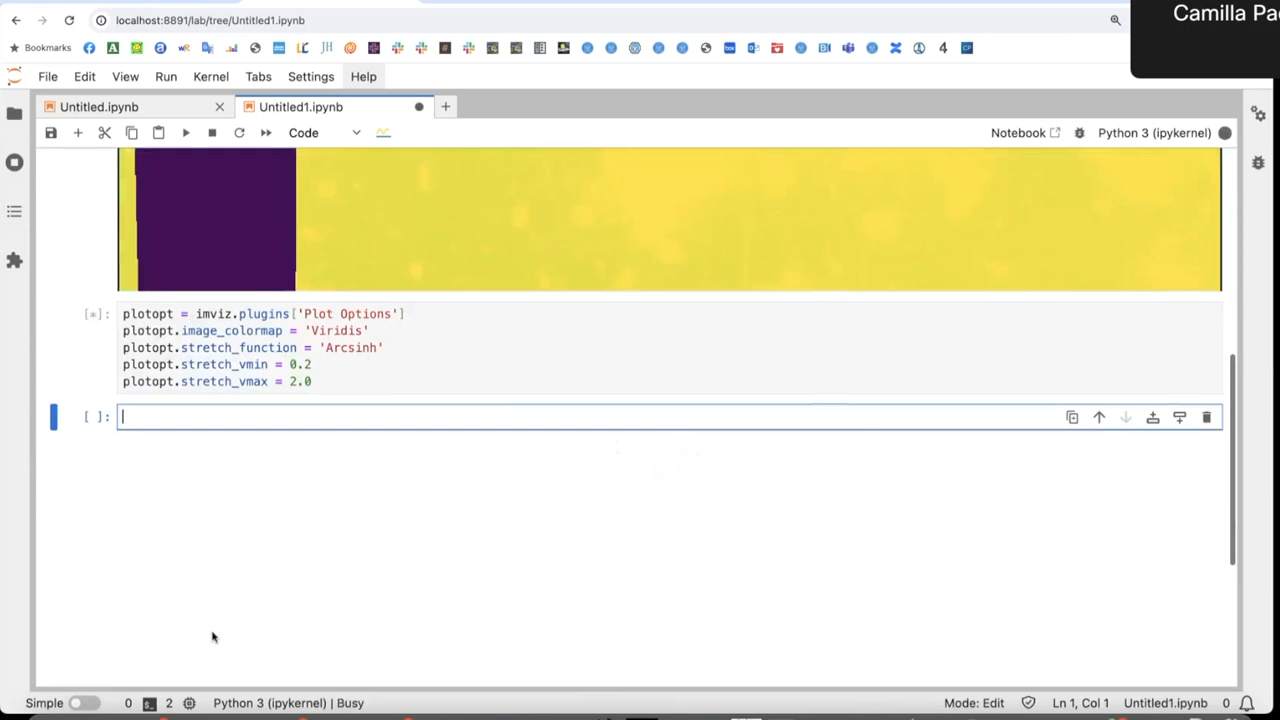 Camilla Pa
localhost:8891/lab/tree/Untitled1.ipynb
Bookmarks
File Edit View Run Kernel Tabs Settings Help
Untitled.ipynb
Untitled1.ipynb
Code
Notebook
Python 3 (ipykernel)
[*]:
plotopt = imviz.plugins['Plot Options']
plotopt.image_colormap = 'Viridis'
plotopt.stretch_function = 'Arcsinh'
plotopt.stretch_vmin = 0.2
plotopt.stretch_vmax = 2.0
[ ]:
Simple 0 2 Python 3 (ipykernel) | Busy Mode: Edit Ln 1, Col 1 Untitled1.ipynb 0